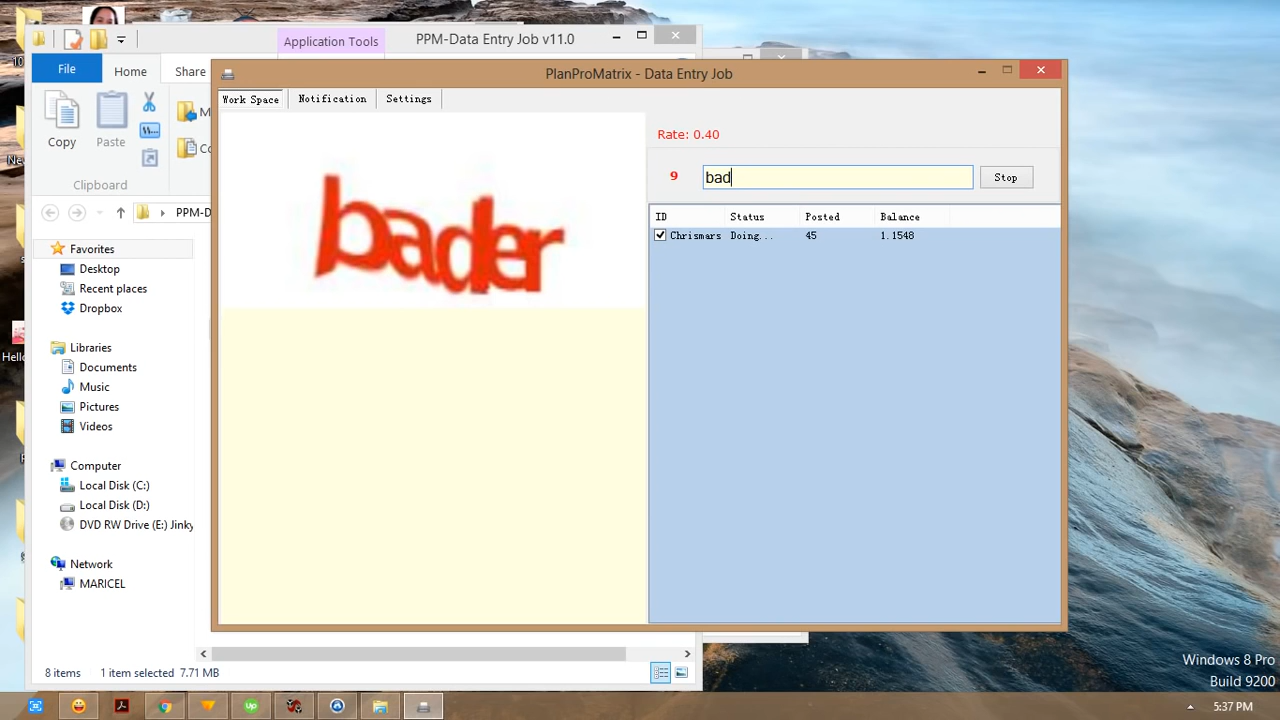 Application Tools
PPM-Data Entry Job v11.0
File
Home
Share
Copy
Paste
Clipboard
PPM-D
Favorites
Desktop
Recent places
Dropbox
Libraries
Documents
Music
Pictures
Videos
Computer
Local Disk (C:)
Local Disk (D:)
DVD RW Drive (E:) Jinky
Network
MARICEL
8 items 1 item selected 7.71 MB
PlanProMatrix - Data Entry Job
Work Space Notification Settings
bader
Rate: 0.40
9 bad Stop
ID Status Posted Balance
Chrismars Doing... 45 1.1548
Windows 8 Pro
Build 9200
5:37 PM